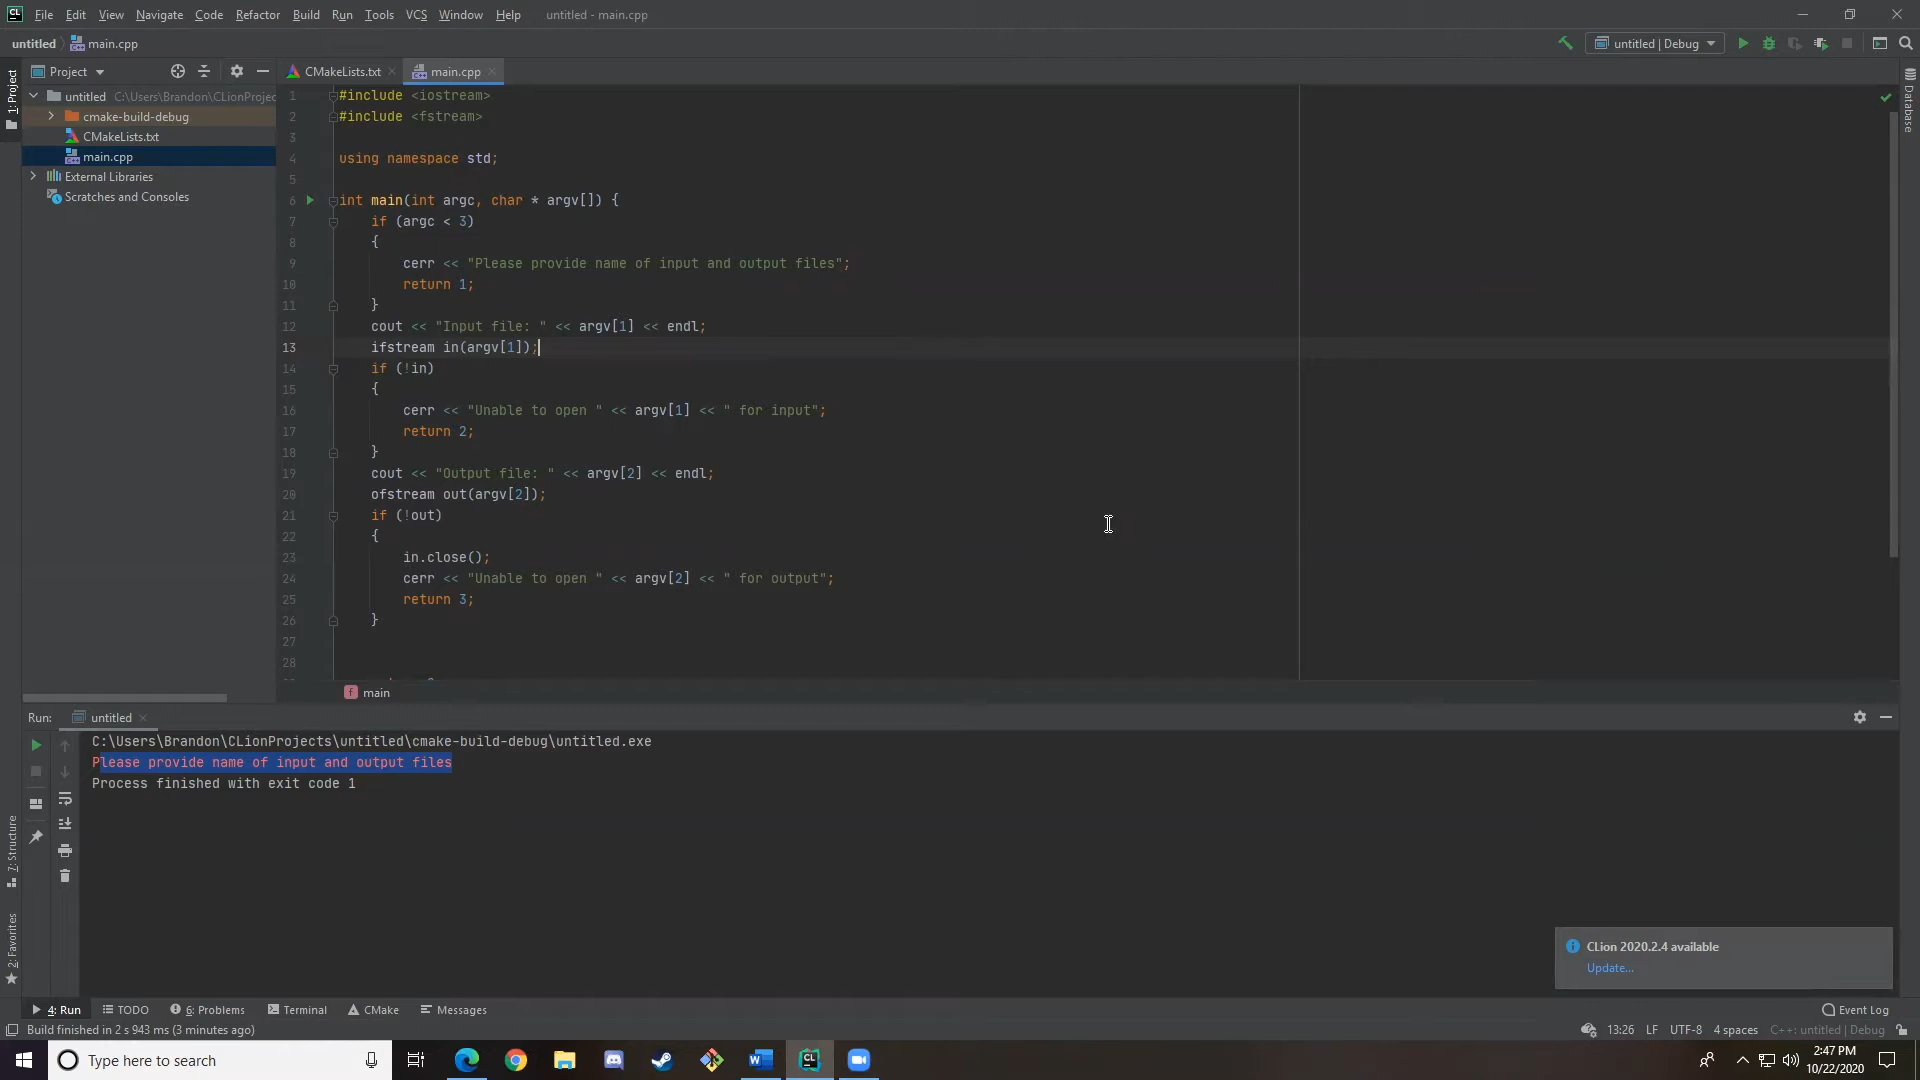 CL File Edit View Navigate Code Refactor Build Run Tools VCS Window Help untitled - main.cpp
untitled main.cpp untitled | Debug
1: Project
Project
CMakeLists.txt main.cpp
Database
untitled C:\Users\Brandon\CLionProjec
cmake-build-debug
CMakeLists.txt
main.cpp
External Libraries
Scratches and Consoles
1 #include <iostream>
2 #include <fstream>
3
4 using namespace std;
5
6 int main(int argc, char * argv[]) {
7 if (argc < 3)
8 {
9 cerr << "Please provide name of input and output files";
10 return 1;
11 }
12 cout << "Input file: " << argv[1] << endl;
13 ifstream in(argv[1]);
14 if (!in)
15 {
16 cerr << "Unable to open " << argv[1] << " for input";
17 return 2;
18 }
19 cout << "Output file: " << argv[2] << endl;
20 ofstream out(argv[2]);
21 if (!out)
22 {
23 in.close();
24 cerr << "Unable to open " << argv[2] << " for output";
25 return 3;
26 }
27
28
f main
Run: untitled
C:\Users\Brandon\CLionProjects\untitled\cmake-build-debug\untitled.exe
Please provide name of input and output files
Process finished with exit code 1
7: Structure
2: Favorites
CLion 2020.2.4 available
Update...
4: Run TODO 6: Problems Terminal CMake Messages Event Log
Build finished in 2 s 943 ms (3 minutes ago) 13:26 LF UTF-8 4 spaces C++: untitled | Debug
Type here to search
W CL
2:47 PM
10/22/2020